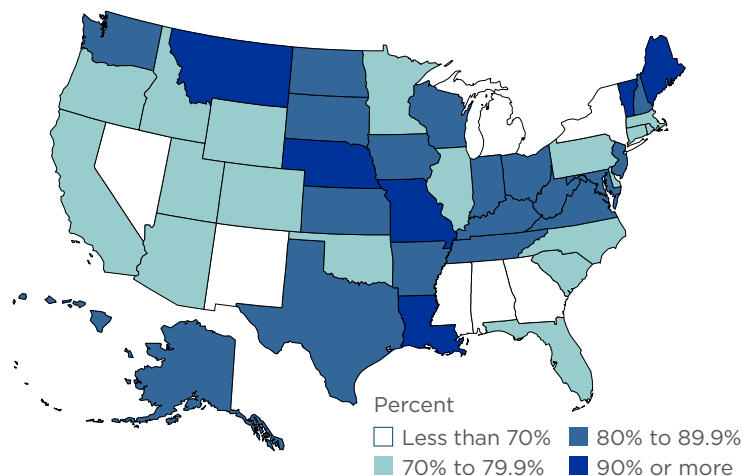 Percent
Less than 70%
80% to 89.9%
70% to 79.9%
90% or more